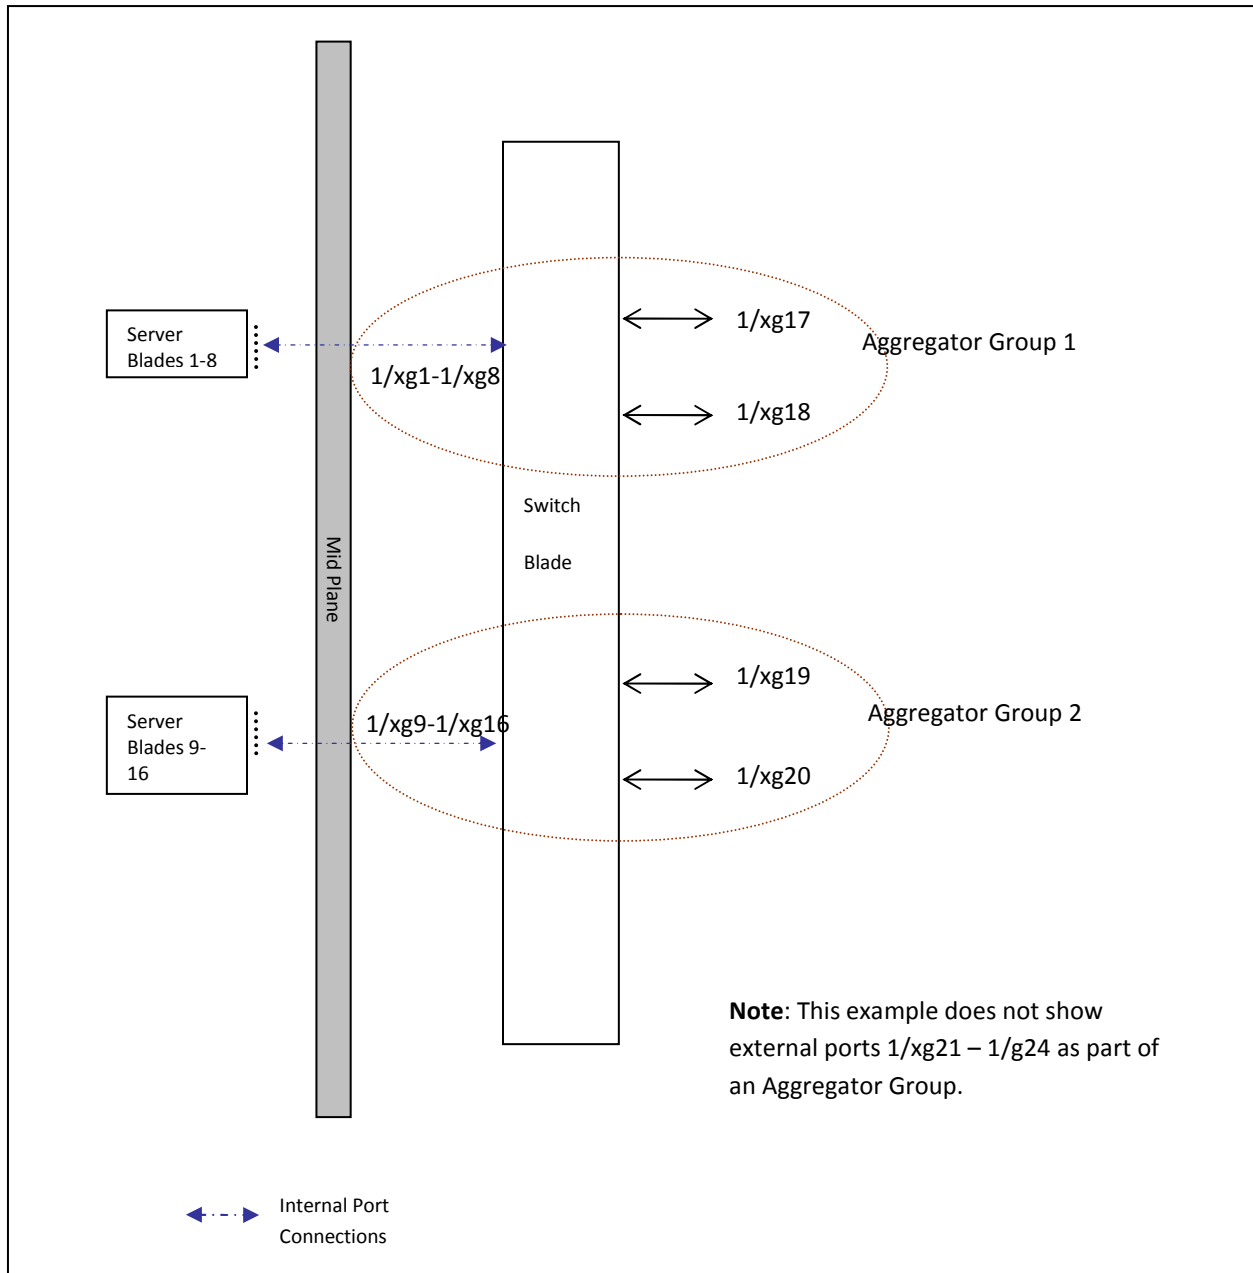 Server
Blades 1-8
1/xg1-1/xg8
1/xg17
1/xg18
Aggregator Group 1
Switch
Blade
Mid Plane
Server
Blades 9-
16
1/xg9-1/xg16
1/xg19
1/xg20
Aggregator Group 2
Note: This example does not show
external ports 1/xg21 – 1/g24 as part of
an Aggregator Group.
Internal Port
Connections